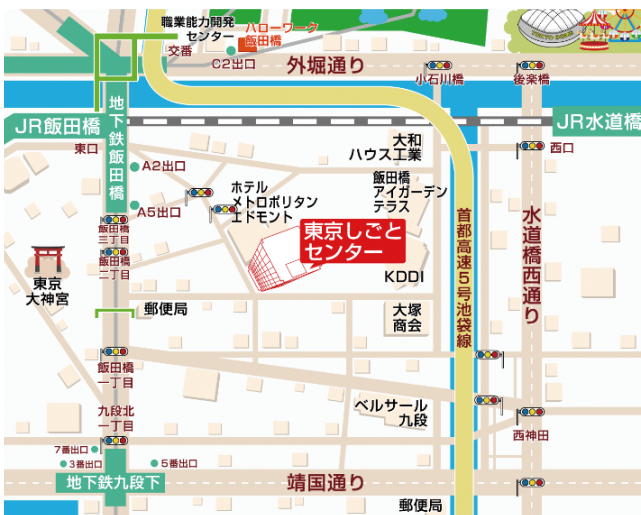 職業能力開発
センター
ハローワーク
飯田橋
交番
C2出口
外堀通り
小石川橋
後楽橋
TOKYO DOME
JR飯田橋
地下鉄飯田橋
JR水道橋
東口
西口
A2出口
A5出口
大和
ハウス工業
ホテル
メトロポリタン
エドモント
飯田橋
アイガーデン
テラス
東京しごと
センター
首都高速5号池袋線
水道橋西通り
飯田橋
三丁目
飯田橋
二丁目
東京
大神宮
KDDI
郵便局
大塚
商会
飯田橋
一丁目
ベルサール
九段
九段北
一丁目
西神田
7番出口
3番出口
5番出口
地下鉄九段下
靖国通り
郵便局